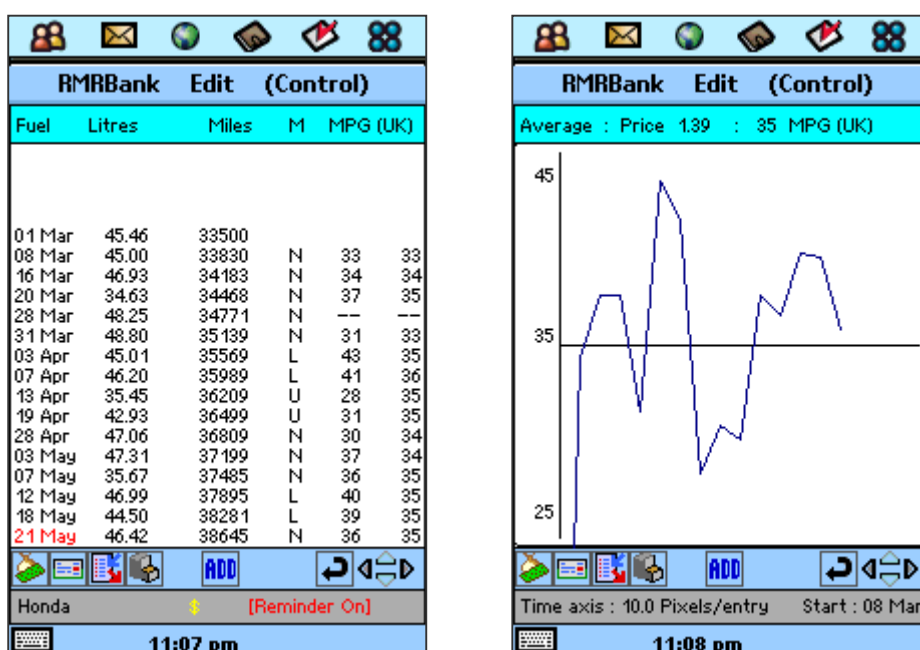 RMRBank Edit (Control)
Fuel Litres Miles M MPG (UK)
01 Mar 45.46 33500
08 Mar 45.00 33830 N 33 33
16 Mar 46.93 34183 N 34 34
20 Mar 34.63 34468 N 37 35
28 Mar 48.25 34771 N -- --
31 Mar 48.80 35139 N 31 33
03 Apr 45.01 35569 L 43 35
07 Apr 46.20 35989 L 41 36
13 Apr 35.45 36209 U 28 35
19 Apr 42.93 36499 U 31 35
28 Apr 47.06 36809 N 30 34
03 May 47.31 37199 N 37 34
07 May 35.67 37485 N 36 35
12 May 46.99 37895 L 40 35
18 May 44.50 38281 L 39 35
21 May 46.42 38645 N 36 35
ADD
Honda $ [Reminder On]
11:07 pm
RMRBank Edit (Control)
Average : Price 1.39 : 35 MPG (UK)
45
35
25
ADD
Time axis : 10.0 Pixels/entry Start : 08 Mar
11:08 pm